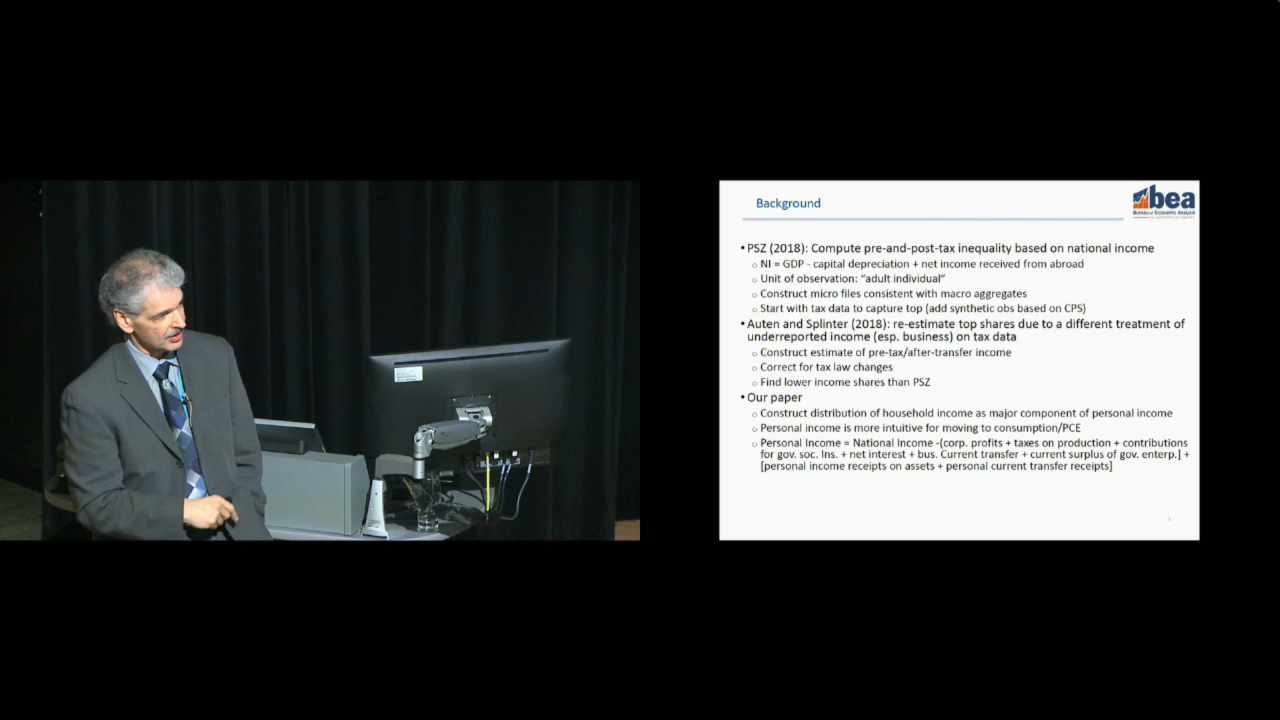 Background
bea
Bureau of Economic Analysis
• PSZ (2018): Compute pre-and-post-tax inequality based on national income
o NI = GDP - capital depreciation + net income received from abroad
o Unit of observation: “adult individual”
o Construct micro files consistent with macro aggregates
o Start with tax data to capture top (add synthetic obs based on CPS)
• Auten and Splinter (2018): re-estimate top shares due to a different treatment of
underreported income (esp. business) on tax data
o Construct estimate of pre-tax/after-transfer income
o Correct for tax law changes
o Find lower income shares than PSZ
• Our paper
o Construct distribution of household income as major component of personal income
o Personal income is more intuitive for moving to consumption/PCE
o Personal Income = National Income -{corp. profits + taxes on production + contributions
for gov. soc. Ins. + net interest + bus. Current transfer + current surplus of gov. enterp.] +
[personal income receipts on assets + personal current transfer receipts]